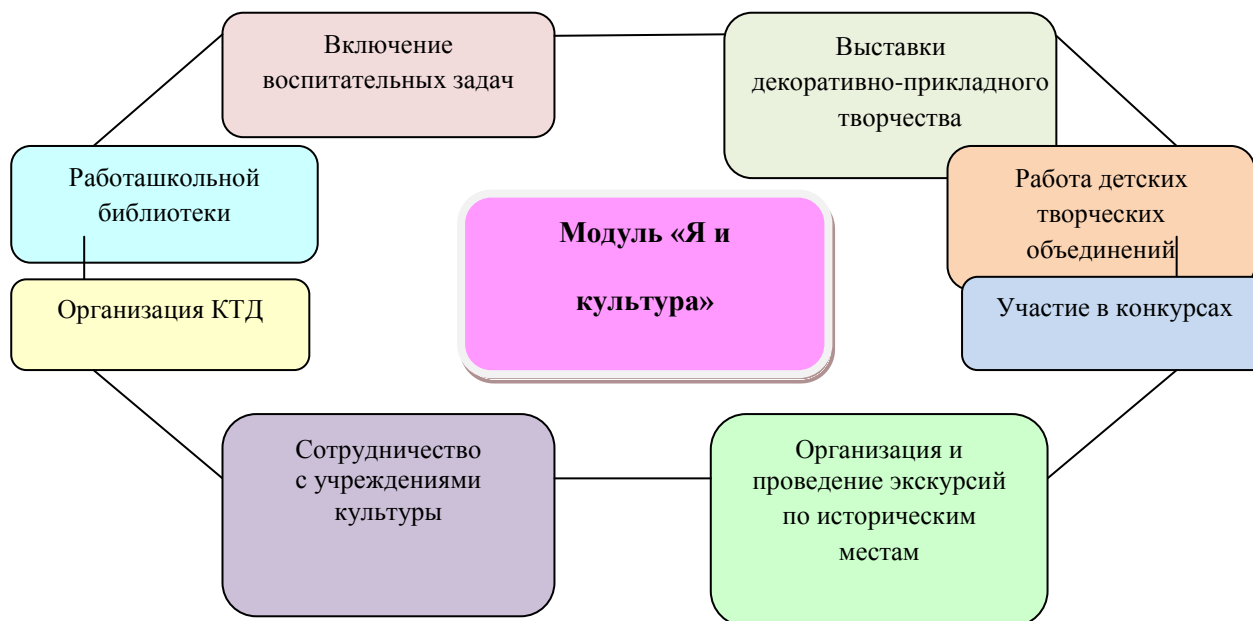 Включение
воспитательных задач
Выставки
декоративно-прикладного
творчества
Работашкольной
библиотеки
Модуль «Я и
культура»
Работа детских
творческих
объединений
Организация КТД
Участие в конкурсах
Сотрудничество
с учреждениями
культуры
Организация и
проведение экскурсий
по историческим
местам